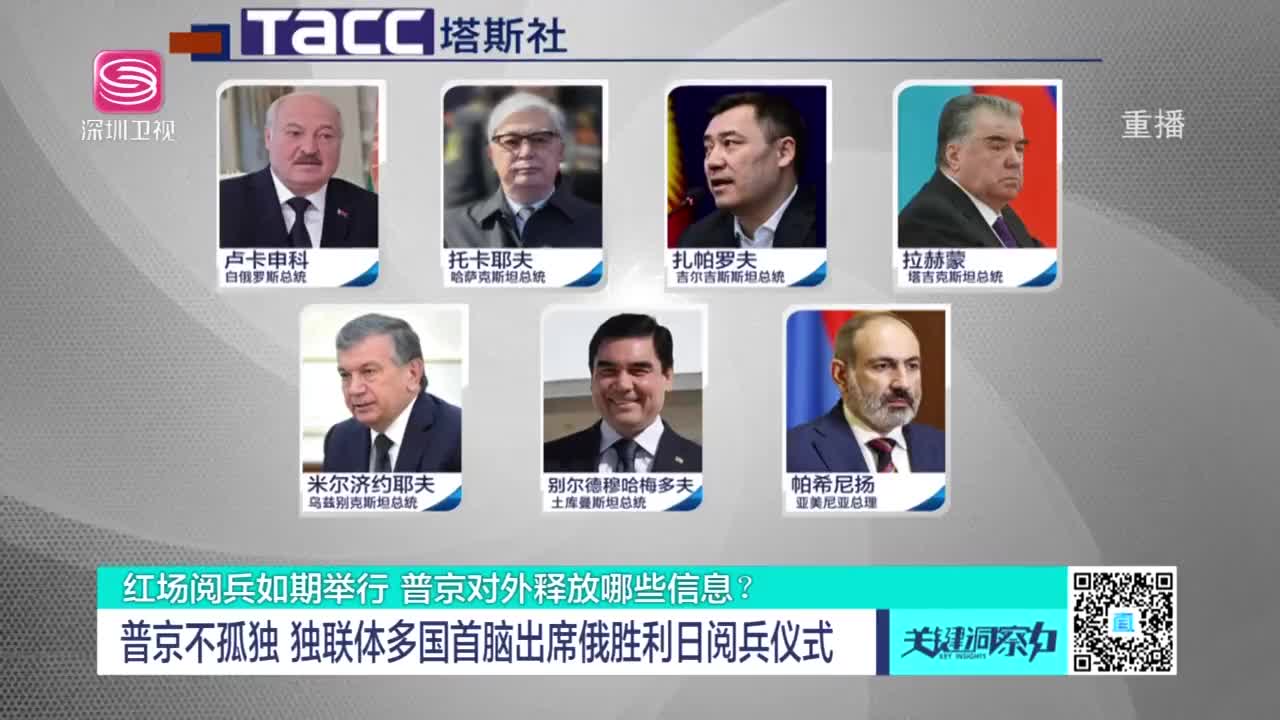 TACC 塔斯社
深圳卫视
重播
卢卡申科
白俄罗斯总统
托卡耶夫
哈萨克斯坦总统
扎帕罗夫
吉尔吉斯斯坦总统
拉赫蒙
塔吉克斯坦总统
米尔济约耶夫
乌兹别克斯坦总统
别尔德穆哈梅多夫
土库曼斯坦总统
帕希尼扬
亚美尼亚总理
红场阅兵如期举行 普京对外释放哪些信息？
普京不孤独 独联体多国首脑出席俄胜利日阅兵仪式
关键洞察力
KEY INSIGHTS